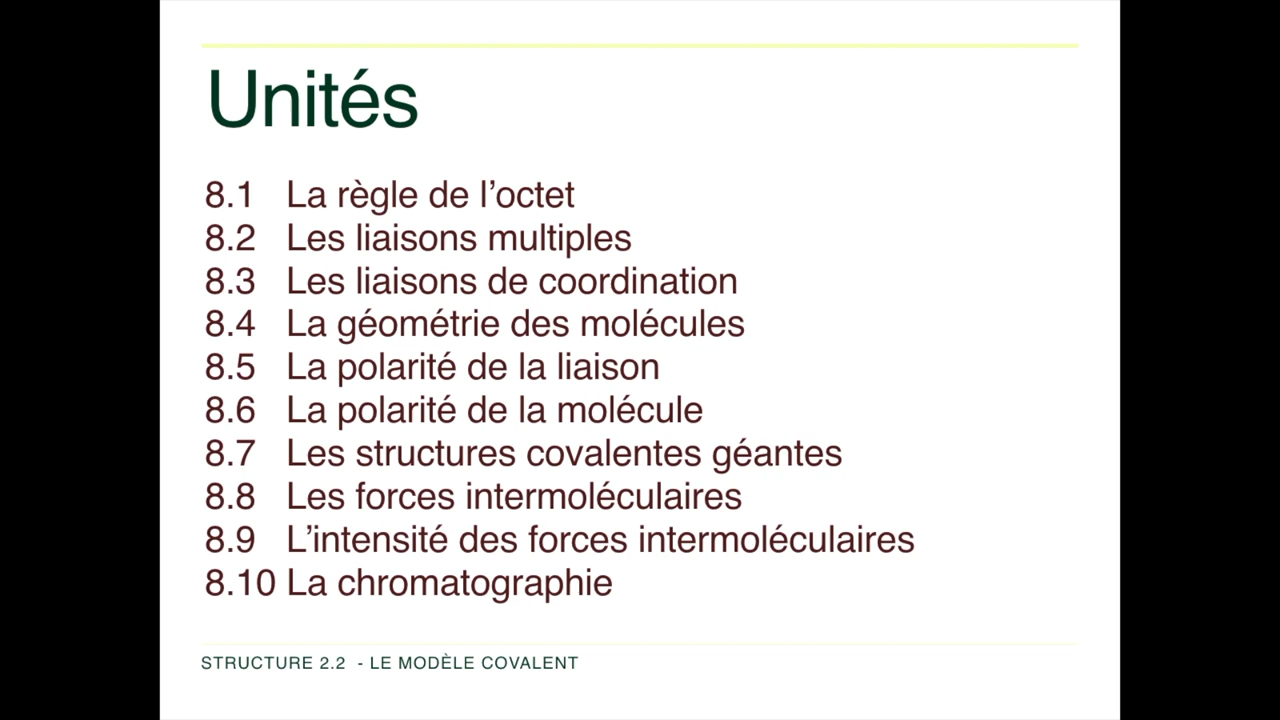 Unités
8.1 La règle de l’octet
8.2 Les liaisons multiples
8.3 Les liaisons de coordination
8.4 La géométrie des molécules
8.5 La polarité de la liaison
8.6 La polarité de la molécule
8.7 Les structures covalentes géantes
8.8 Les forces intermoléculaires
8.9 L’intensité des forces intermoléculaires
8.10 La chromatographie
STRUCTURE 2.2 - LE MODÈLE COVALENT